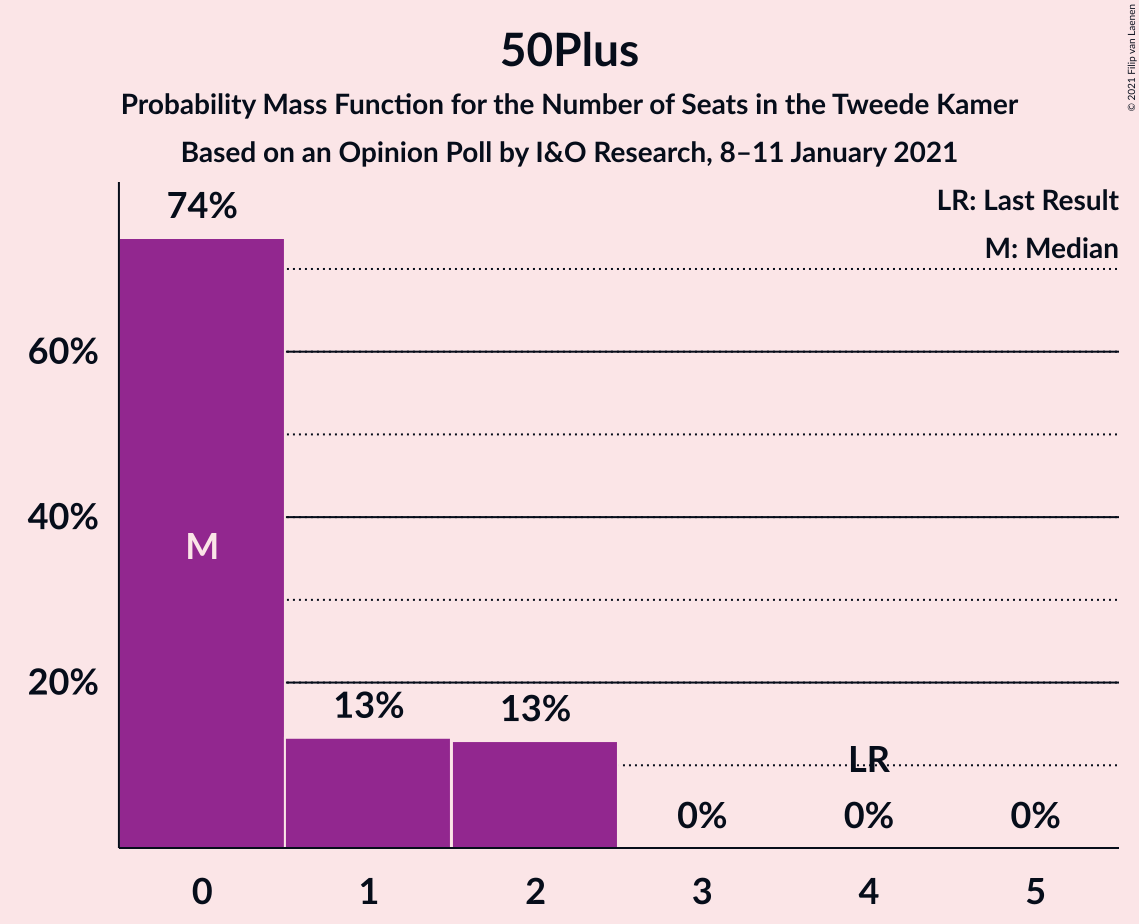 50Plus
Probability Mass Function for the Number of Seats in the Tweede Kamer
Based on an Opinion Poll by I&O Research, 8–11 January 2021
© 2021 Filip van Laenen
LR: Last Result
M: Median
74%
60%
40%
M
20%
13%
13%
LR
0%
0%
0%
0
1
2
3
4
5